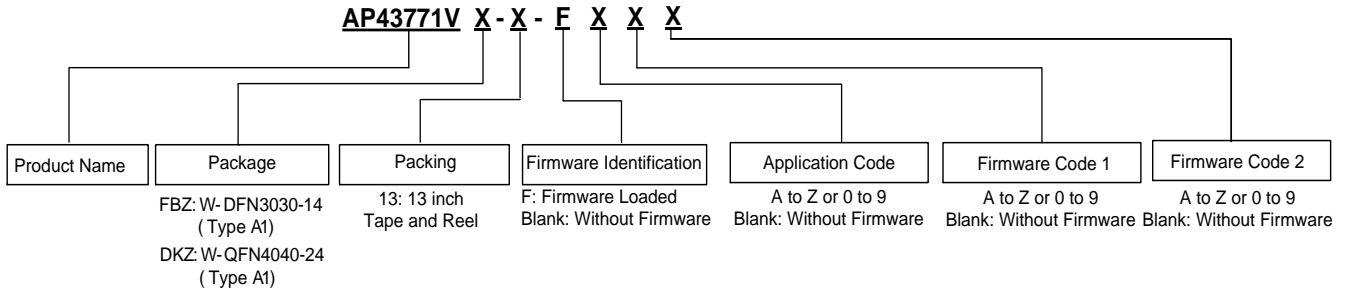 AP43771V X - X - F X X X
Product Name
Package
Packing
Firmware Identification
Application Code
Firmware Code 1
Firmware Code 2
FBZ: W-DFN3030-14
(Type A1)
DKZ: W-QFN4040-24
(Type A1)
13: 13 inch
Tape and Reel
F: Firmware Loaded
Blank: Without Firmware
A to Z or 0 to 9
Blank: Without Firmware
A to Z or 0 to 9
Blank: Without Firmware
A to Z or 0 to 9
Blank: Without Firmware